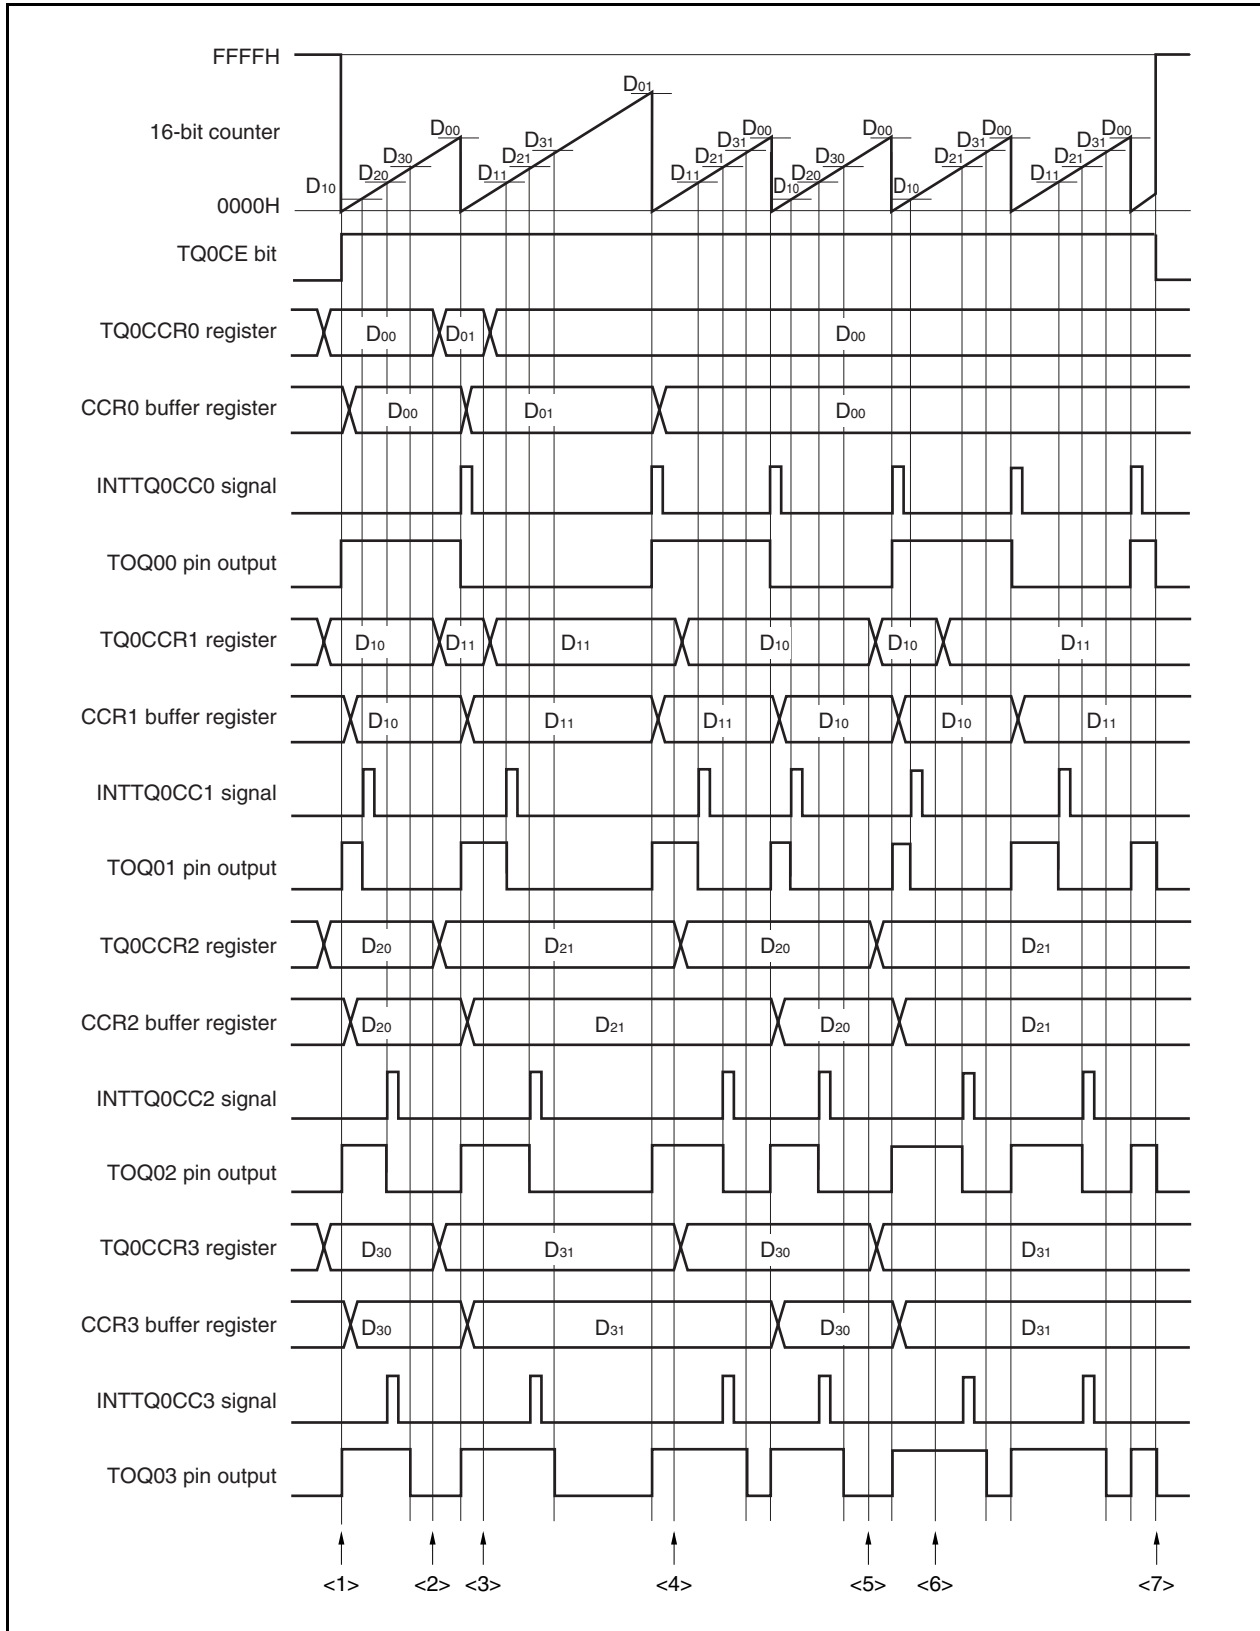 FFFFH
16-bit counter
0000H
D10 D20 D30 D00 D11 D21 D31 D01 D11 D21 D31 D00 D10 D20 D30 D00 D10 D21 D31 D00 D11 D21 D31 D00
TQ0CE bit
TQ0CCR0 register D00 D01 D00
CCR0 buffer register D00 D01 D00
INTTQ0CC0 signal
TOQ00 pin output
TQ0CCR1 register D10 D11 D11 D10 D10 D11
CCR1 buffer register D10 D11 D11 D10 D10 D11
INTTQ0CC1 signal
TOQ01 pin output
TQ0CCR2 register D20 D21 D20 D21
CCR2 buffer register D20 D21 D20 D21
INTTQ0CC2 signal
TOQ02 pin output
TQ0CCR3 register D30 D31 D30 D31
CCR3 buffer register D30 D31 D30 D31
INTTQ0CC3 signal
TOQ03 pin output
<1> <2> <3> <4> <5> <6> <7>